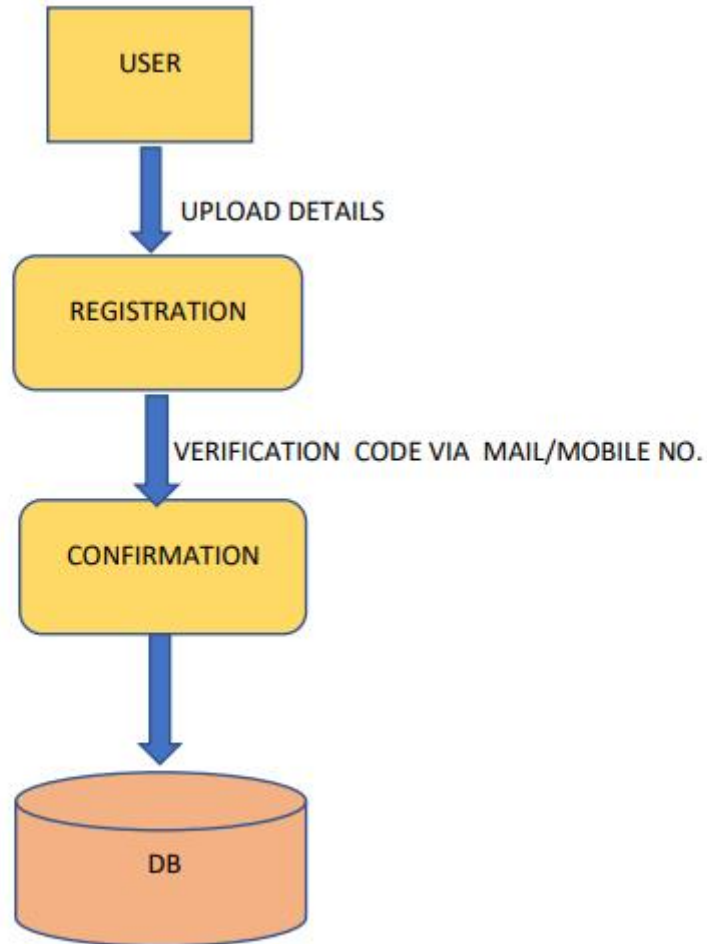 USER
UPLOAD DETAILS
REGISTRATION
VERIFICATION CODE VIA MAIL/MOBILE NO.
CONFIRMATION
DB